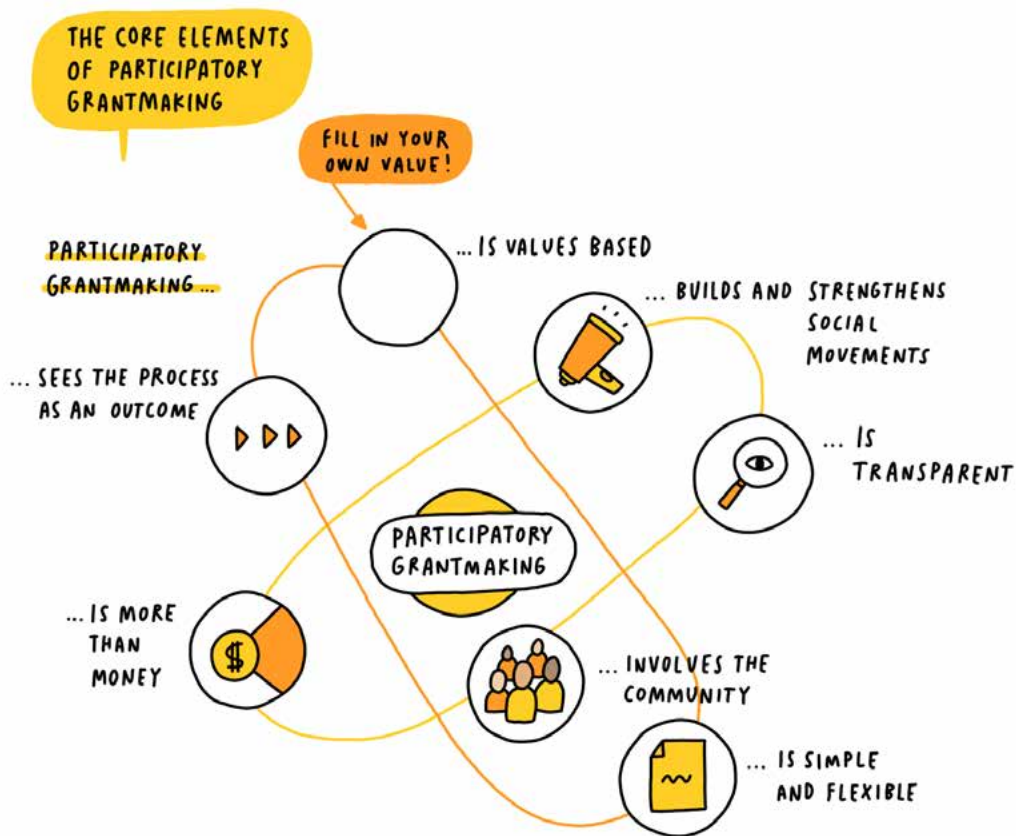 THE CORE ELEMENTS
OF PARTICIPATORY
GRANTMAKING
FILL IN YOUR
OWN VALUE!
PARTICIPATORY
GRANTMAKING...
... IS VALUES BASED
... BUILDS AND STRENGTHENS
SOCIAL
MOVEMENTS
... SEES THE PROCESS
AS AN OUTCOME
... IS
TRANSPARENT
PARTICIPATORY
GRANTMAKING
... IS MORE
THAN
MONEY
$
... INVOLVES THE
COMMUNITY
... IS SIMPLE
AND FLEXIBLE